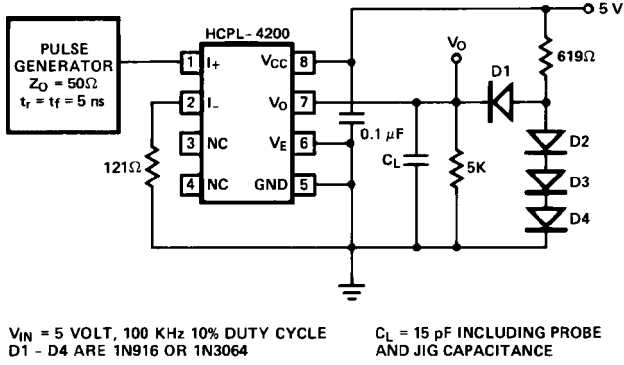 HCPL-4200
5 V
PULSE
GENERATOR
Z_O = 50Ω
t_r = t_f = 5 ns
1 I+
2 I–
3 NC
4 NC
V_CC 8
V_O 7
V_E 6
GND 5
121Ω
0.1 μF
C_L
V_O
5K
D1
619Ω
D2
D3
D4
V_IN = 5 VOLT, 100 KHz 10% DUTY CYCLE
D1 – D4 ARE 1N916 OR 1N3064
C_L = 15 pF INCLUDING PROBE
AND JIG CAPACITANCE